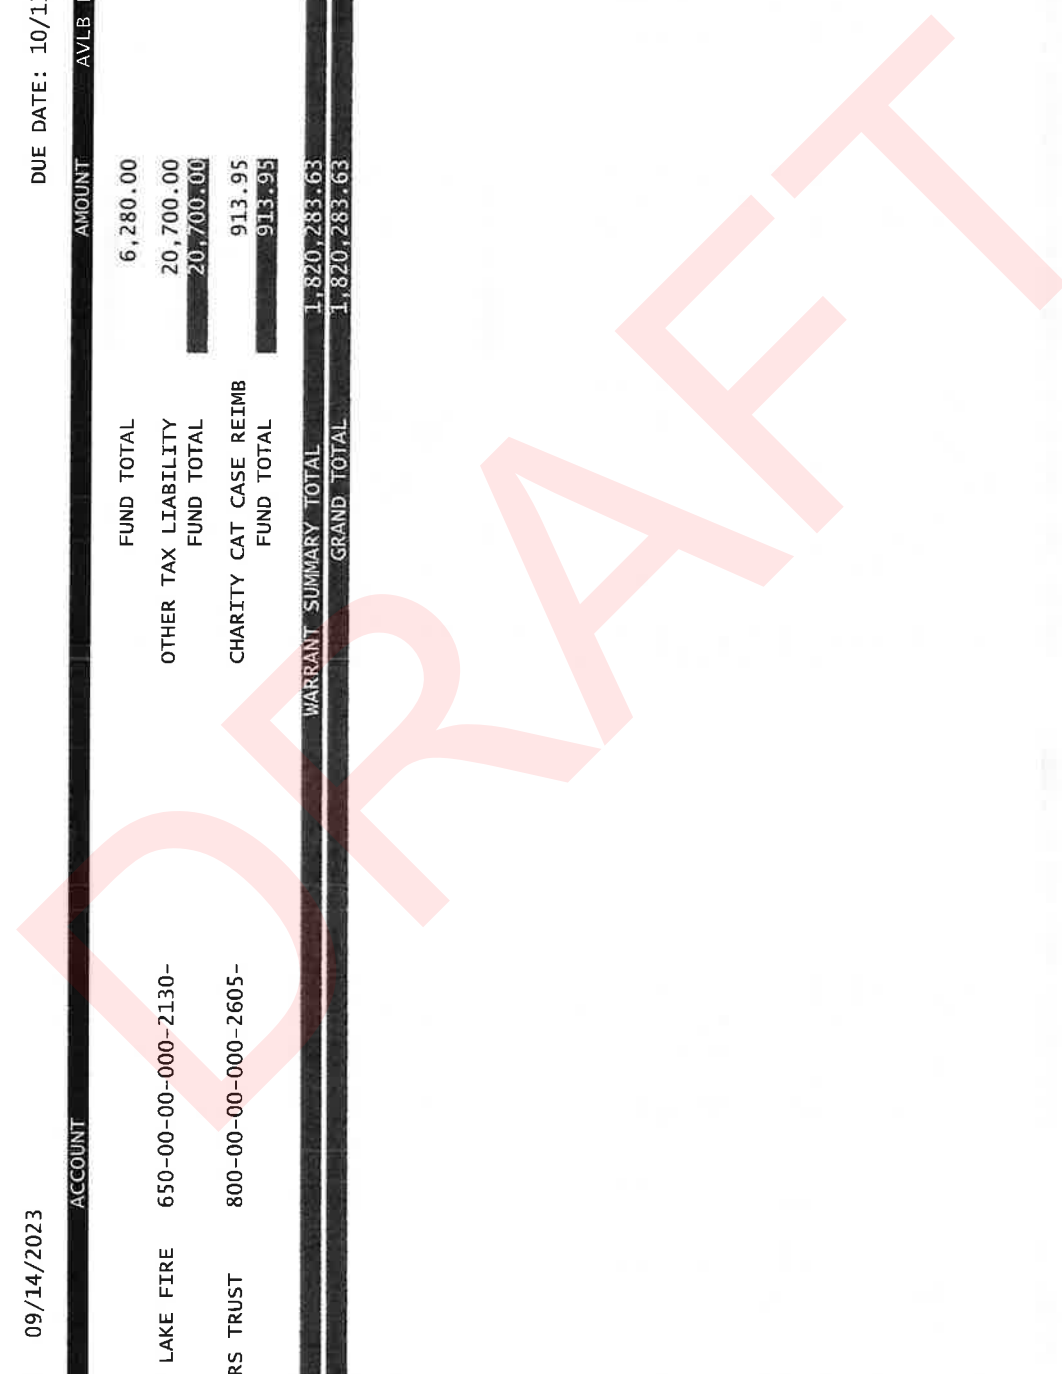 09/14/2023 DUE DATE: 10/1
ACCOUNT AMOUNT AVLB
FUND TOTAL 6,280.00
LAKE FIRE 650-00-00-000-2130- OTHER TAX LIABILITY 20,700.00
FUND TOTAL 20,700.00
RS TRUST 800-00-00-000-2605- CHARITY CAT CASE REIMB 913.95
FUND TOTAL 913.95
WARRANT SUMMARY TOTAL 1,820,283.63
GRAND TOTAL 1,820,283.63
DRAFT